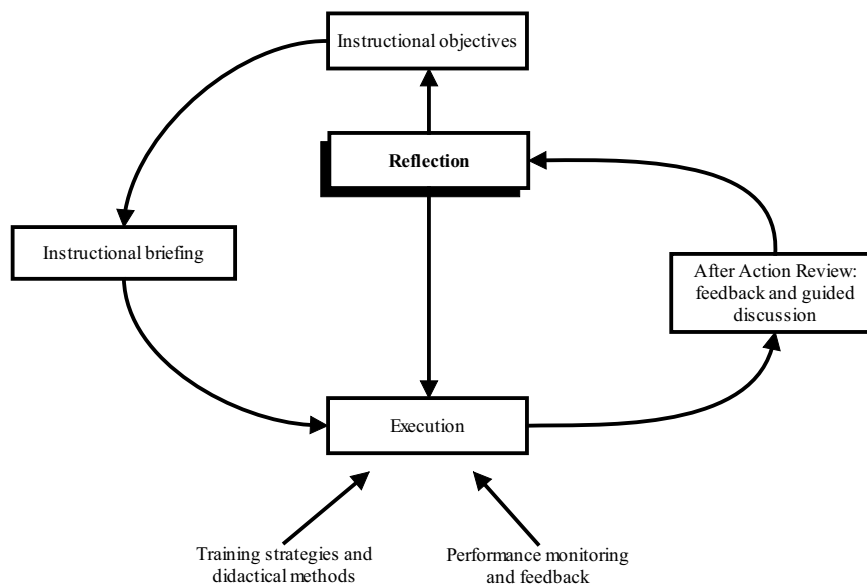 Instructional objectives
Reflection
Instructional briefing
After Action Review:
feedback and guided
discussion
Execution
Training strategies and
didactical methods
Performance monitoring
and feedback